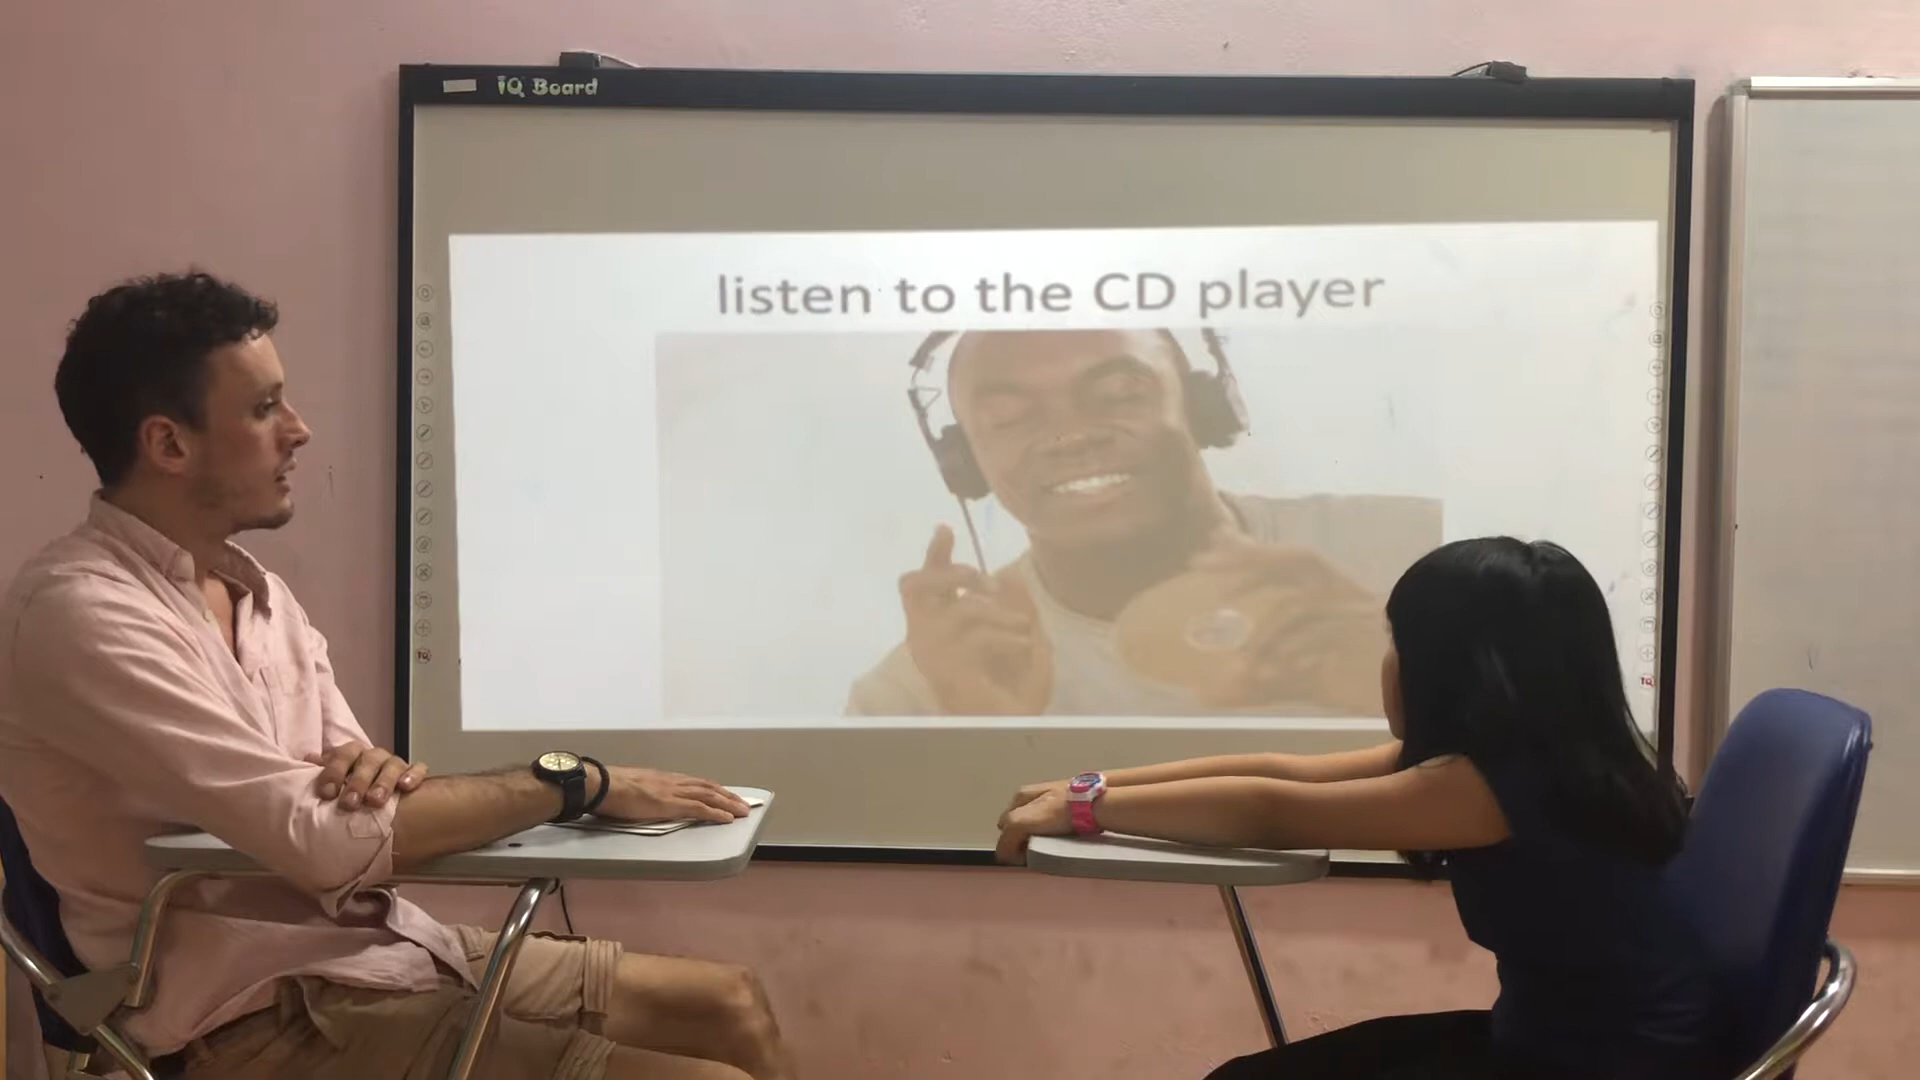 iQ Board
listen to the CD player